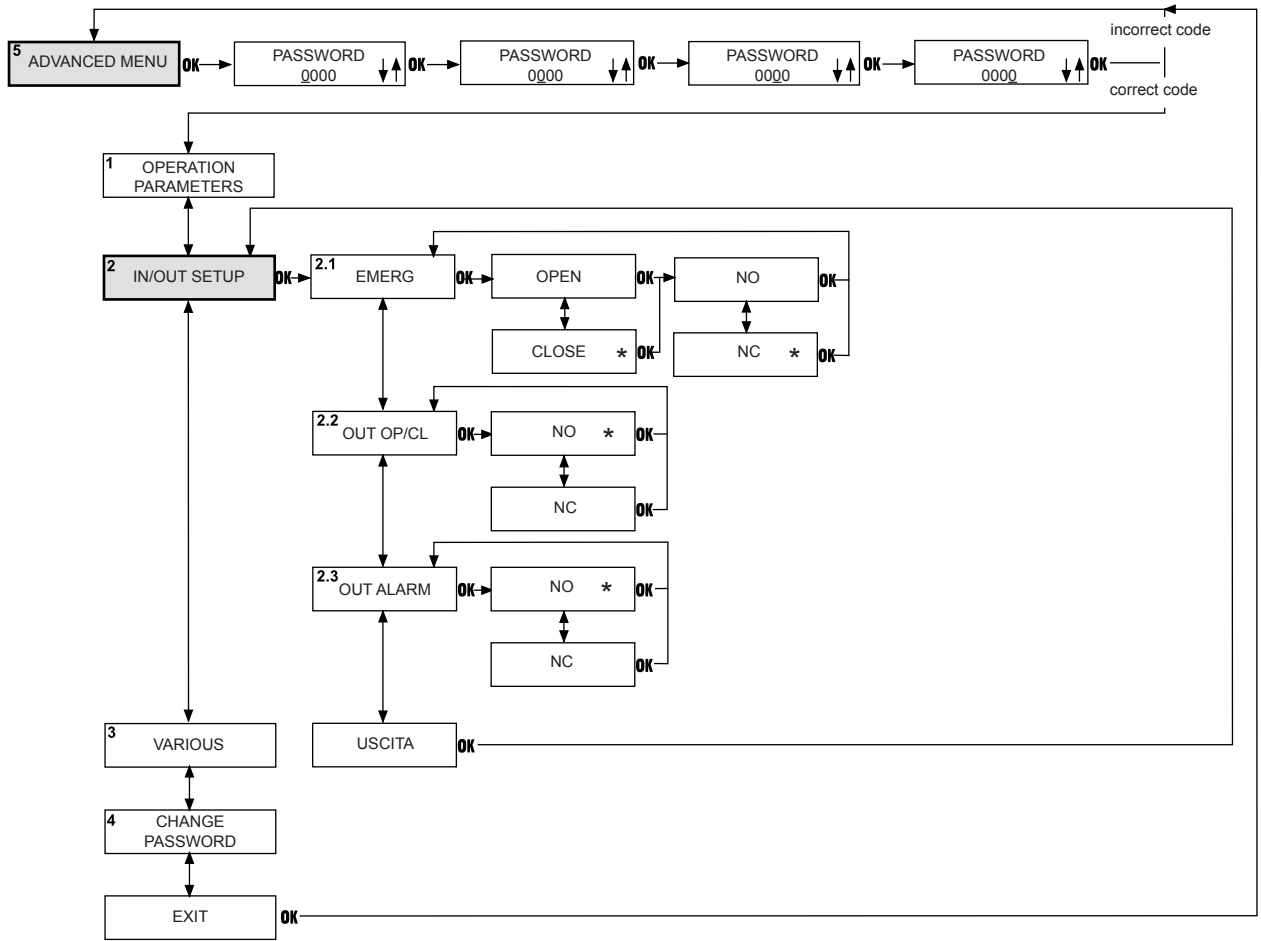 incorrect code
5
ADVANCED MENU OK
PASSWORD
0000
OK
PASSWORD
0000
OK
PASSWORD
0000
OK
PASSWORD
0000
OK
correct code
1
OPERATION
PARAMETERS
2
IN/OUT SETUP OK
2.1
EMERG OK
OPEN OK
NO OK
CLOSE * OK
NC * OK
2.2
OUT OP/CL OK
NO * OK
NC OK
2.3
OUT ALARM OK
NO * OK
NC OK
3
VARIOUS
USCITA OK
4
CHANGE
PASSWORD
EXIT OK